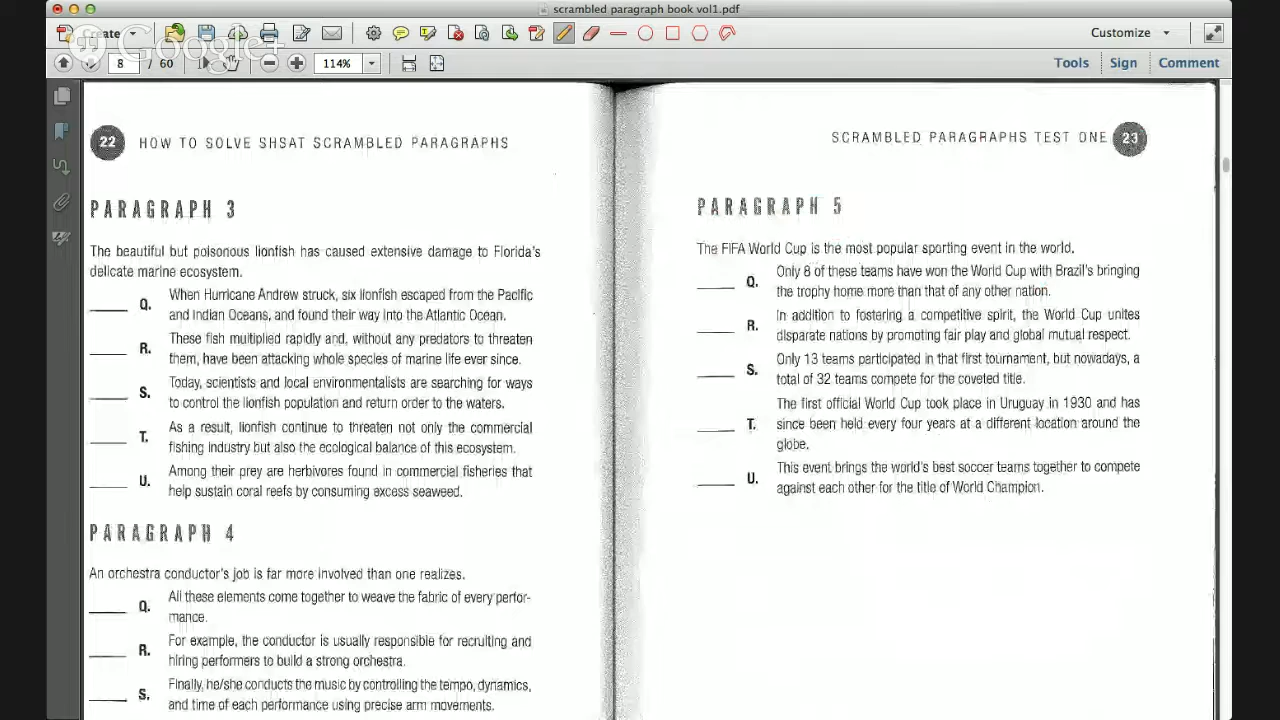 scrambled paragraph book vol1.pdf
Create
Google+
Customize
8 / 60
114%
Tools
Sign
Comment
22 HOW TO SOLVE SHSAT SCRAMBLED PARAGRAPHS
PARAGRAPH 3
The beautiful but poisonous lionfish has caused extensive damage to Florida's
delicate marine ecosystem.
Q. When Hurricane Andrew struck, six lionfish escaped from the Pacific
and Indian Oceans, and found their way into the Atlantic Ocean.
R. These fish multiplied rapidly and, without any predators to threaten
them, have been attacking whole species of marine life ever since.
S. Today, scientists and local environmentalists are searching for ways
to control the lionfish population and return order to the waters.
T. As a result, lionfish continue to threaten not only the commercial
fishing industry but also the ecological balance of this ecosystem.
U. Among their prey are herbivores found in commercial fisheries that
help sustain coral reefs by consuming excess seaweed.
PARAGRAPH 4
An orchestra conductor's job is far more involved than one realizes.
Q. All these elements come together to weave the fabric of every perfor-
mance.
R. For example, the conductor is usually responsible for recruiting and
hiring performers to build a strong orchestra.
S. Finally, he/she conducts the music by controlling the tempo, dynamics,
and time of each performance using precise arm movements.
SCRAMBLED PARAGRAPHS TEST ONE 23
PARAGRAPH 5
The FIFA World Cup is the most popular sporting event in the world.
Q. Only 8 of these teams have won the World Cup with Brazil's bringing
the trophy home more than that of any other nation.
R. In addition to fostering a competitive spirit, the World Cup unites
disparate nations by promoting fair play and global mutual respect.
S. Only 13 teams participated in that first tournament, but nowadays, a
total of 32 teams compete for the coveted title.
T. The first official World Cup took place in Uruguay in 1930 and has
since been held every four years at a different location around the
globe.
U. This event brings the world's best soccer teams together to compete
against each other for the title of World Champion.